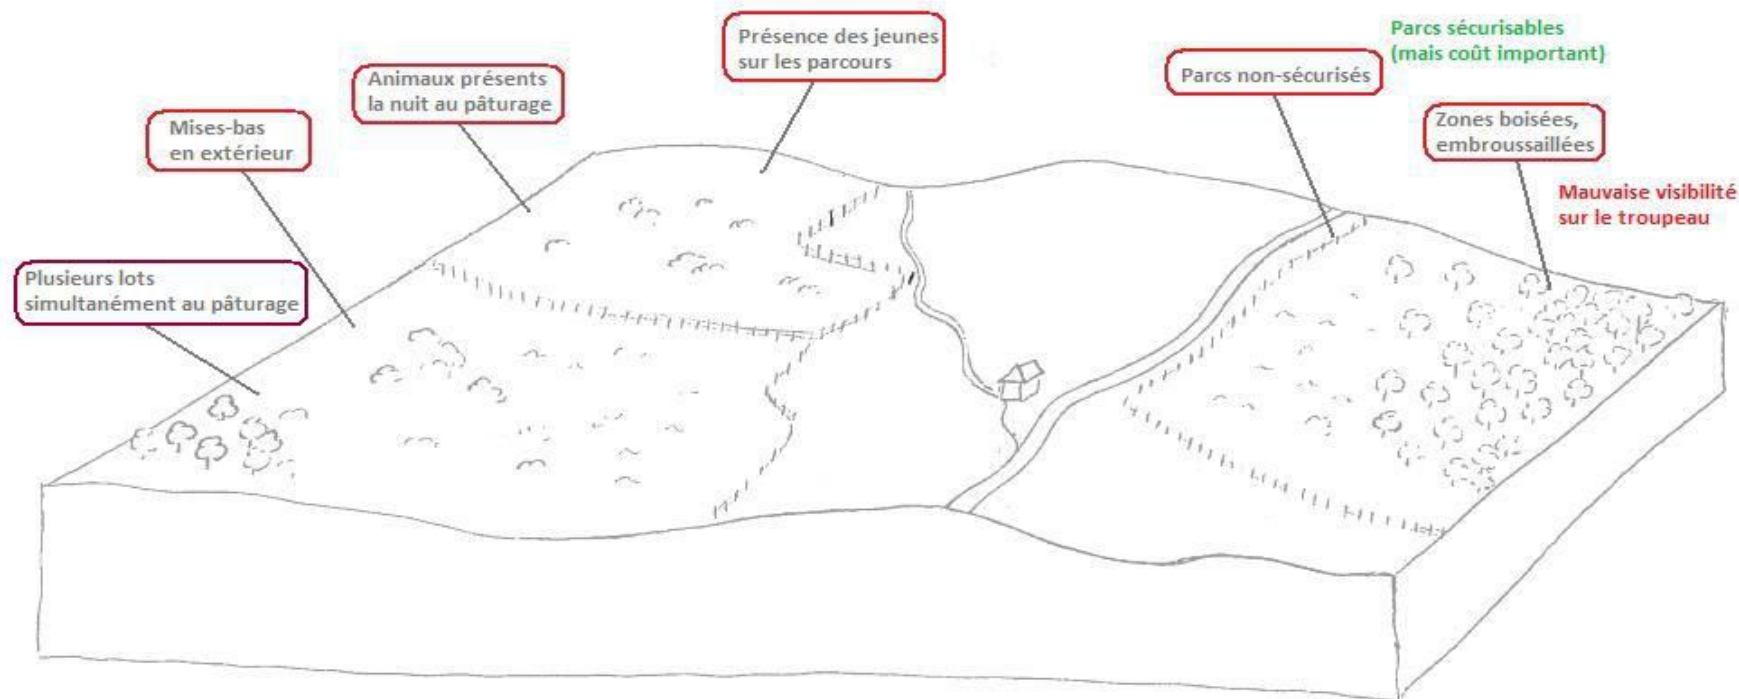 Présence des jeunes
sur les parcours
Parcs sécurisables
(mais coût important)
Animaux présents
la nuit au pâturage
Parcs non-sécurisés
Mises-bas
en extérieur
Zones boisées,
embroussaillées
Mauvaise visibilité
sur le troupeau
Plusieurs lots
simultanément au pâturage